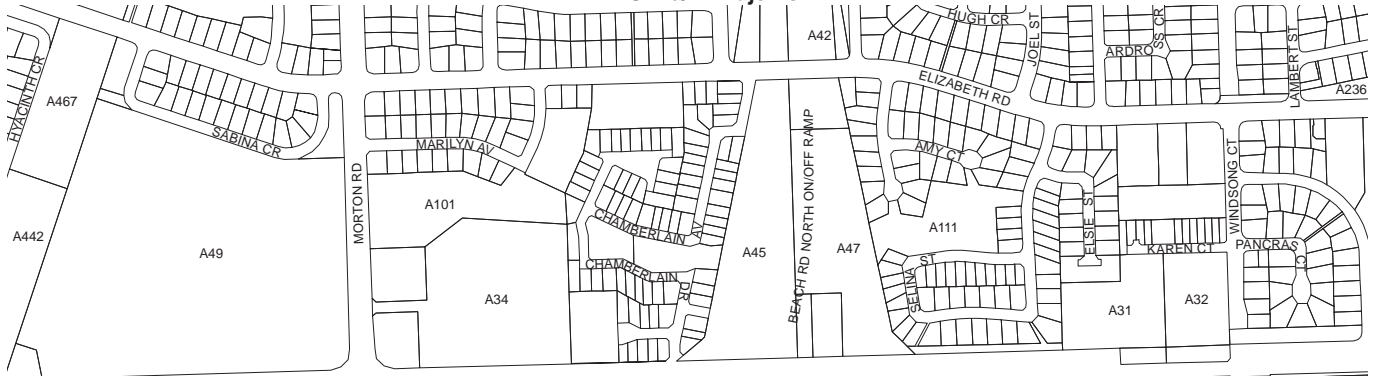 HUGH CR
JOEL ST
SS CR
ARDRO
LAMBERT ST
A42
ELIZABETH RD
A236
HYACINTH CR
A467
SABINA CR
MARILYN AV
MORTON RD
A101
A442
A49
A34
CHAMBERLAIN AV
CHAMBERLAIN DR
A45
BEACH RD NORTH ON/OFF RAMP
A47
AMY CT
A111
SELINA ST
ELSIE ST
WINDSONG CT
KAREN CT
PANCRAS CT
A31
A32